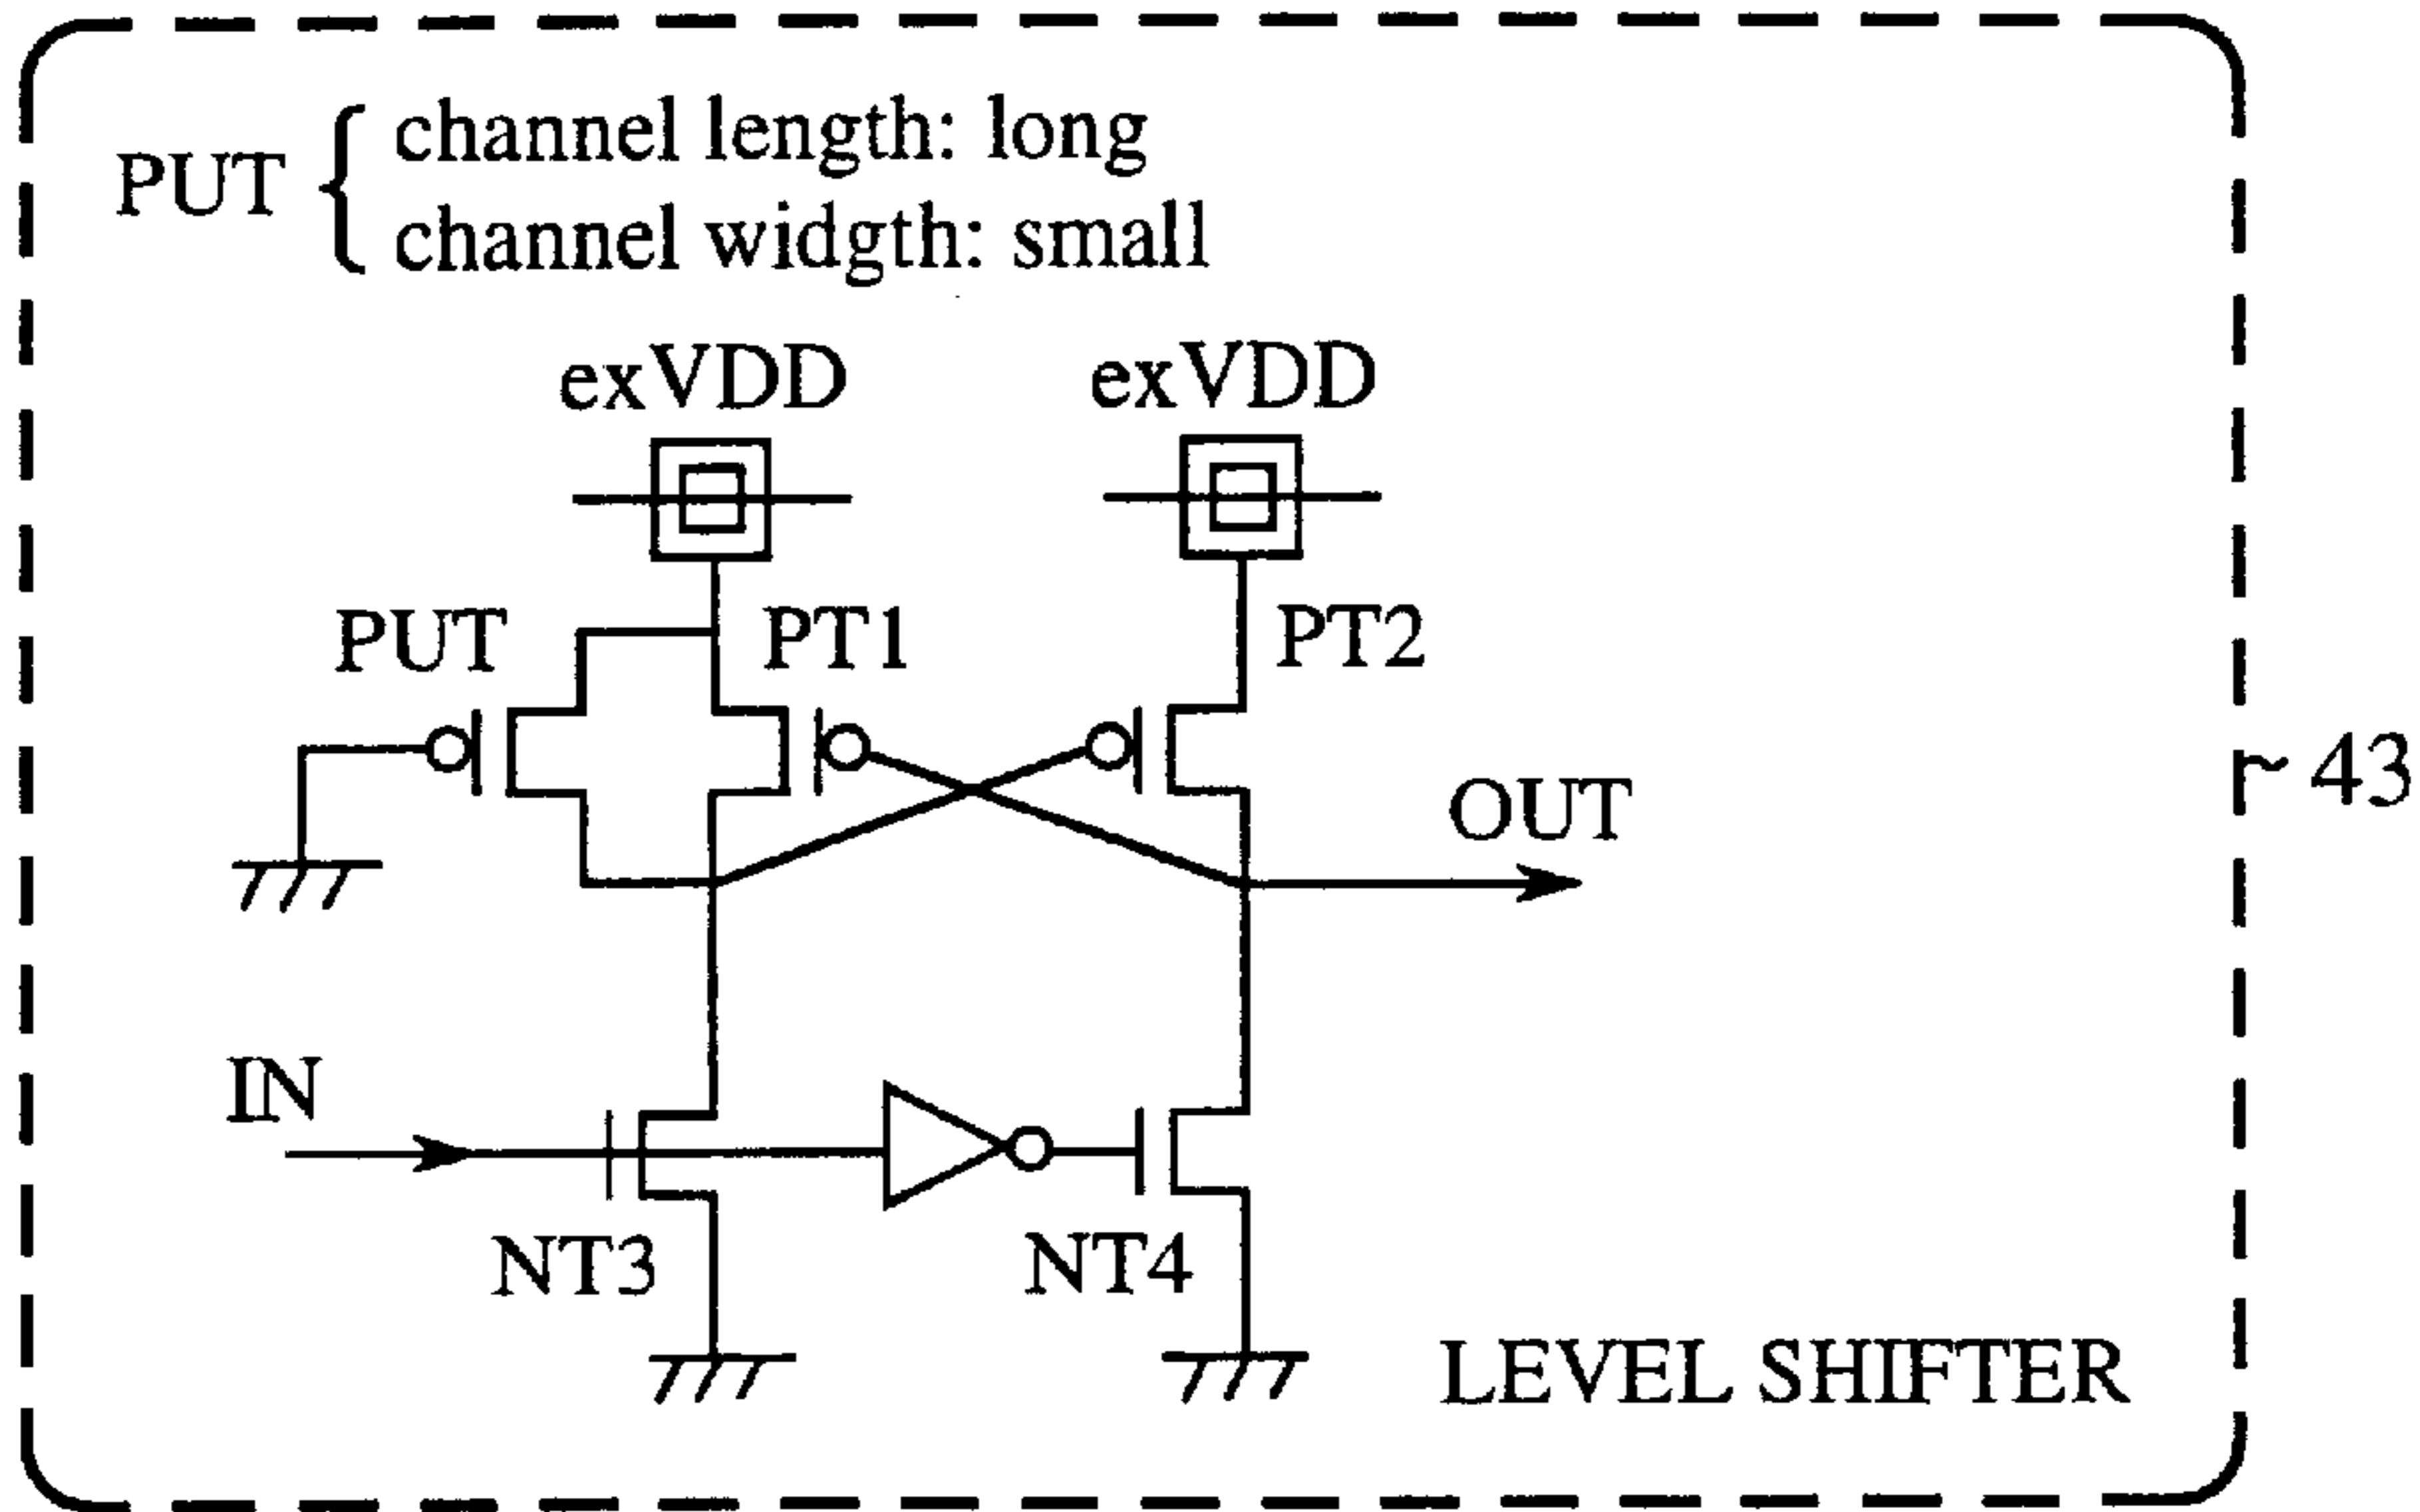 PUT { channel length: long
channel widgth: small
exVDD exVDD
PUT PT1 PT2
43
OUT
IN
NT3 NT4
LEVEL SHIFTER